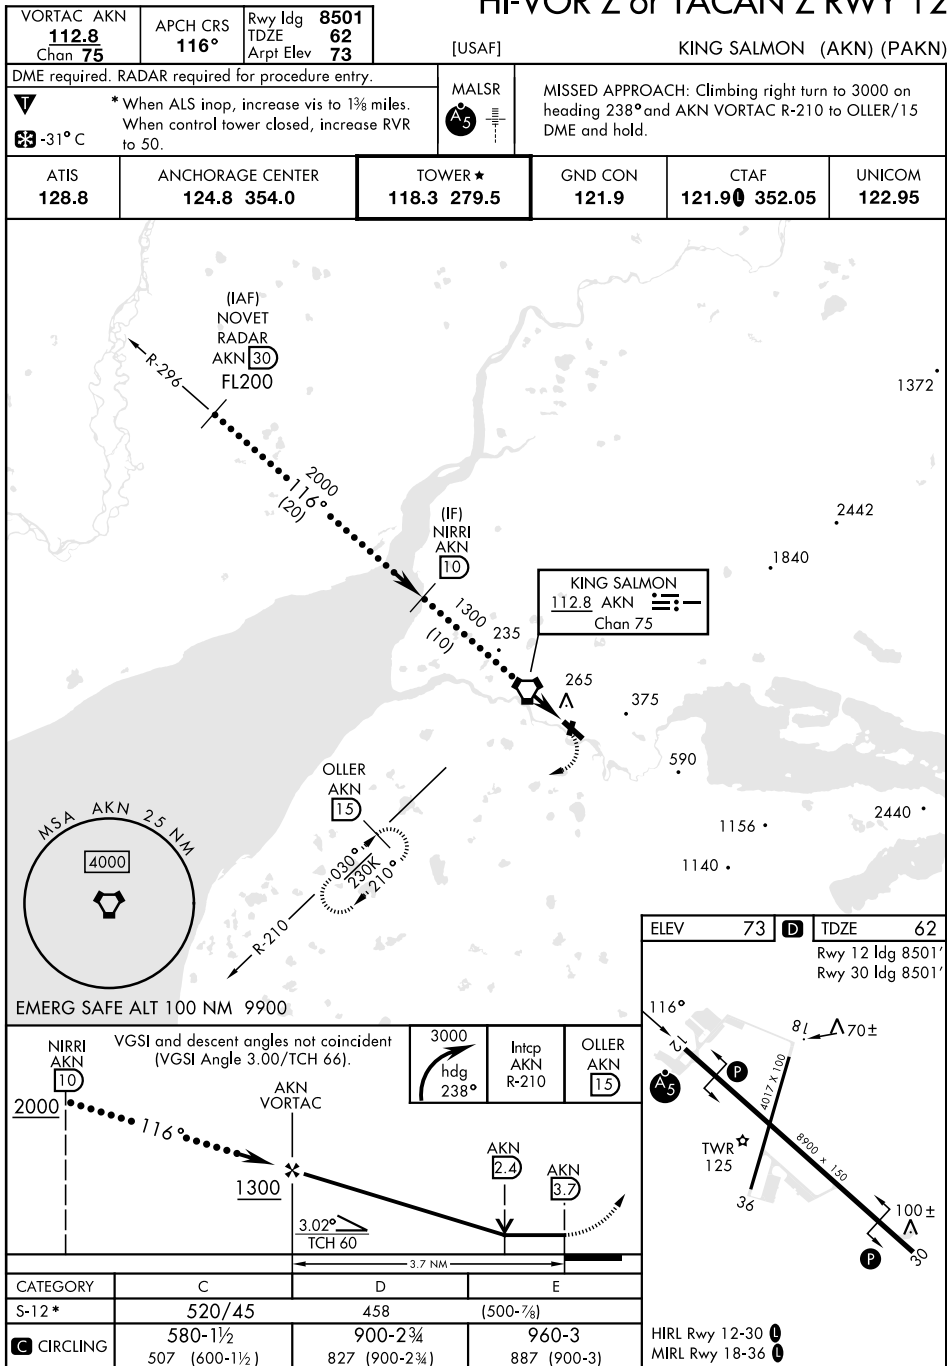 HI-VOR Z or TACAN Z RWY 12
VORTAC AKN
112.8
Chan 75
APCH CRS
116°
Rwy ldg 8501
TDZE 62
Arpt Elev 73
[USAF]
KING SALMON (AKN) (PAKN)
DME required. RADAR required for procedure entry.
T
-31°C
* When ALS inop, increase vis to 1⅜ miles.
When control tower closed, increase RVR
to 50.
MALSR
A5
MISSED APPROACH: Climbing right turn to 3000 on
heading 238° and AKN VORTAC R-210 to OLLER/15
DME and hold.
ATIS
128.8
ANCHORAGE CENTER
124.8 354.0
TOWER ★
118.3 279.5
GND CON
121.9
CTAF
121.9 L 352.05
UNICOM
122.95
(IAF)
NOVET
RADAR
AKN 30
FL200
R-296
1372
2000
116°
(20)
2442
(IF)
NIRRI
AKN
10
1840
KING SALMON
112.8 AKN
Chan 75
1300
(10)
235
265
375
590
OLLER
AKN
15
MSA AKN 25 NM
4000
2440
1156
1140
030°
230K
210°
R-210
EMERG SAFE ALT 100 NM 9900
ELEV 73 D TDZE 62
Rwy 12 ldg 8501'
Rwy 30 ldg 8501'
116°
12
18
70±
A5
P
4017 X 100
TWR
125
8900 x 150
36
100±
P
30
HIRL Rwy 12-30 L
MIRL Rwy 18-36 L
NIRRI
AKN
10
VGSI and descent angles not coincident
(VGSI Angle 3.00/TCH 66).
3000
hdg
238°
Intcp
AKN
R-210
OLLER
AKN
15
2000
116°
AKN
VORTAC
1300
AKN
2.4
AKN
3.7
3.02°
TCH 60
3.7 NM
CATEGORY C D E
S-12 * 520/45 458 (500-⅞)
C CIRCLING 580-1½ 900-2¾ 960-3
507 (600-1½) 827 (900-2¾) 887 (900-3)